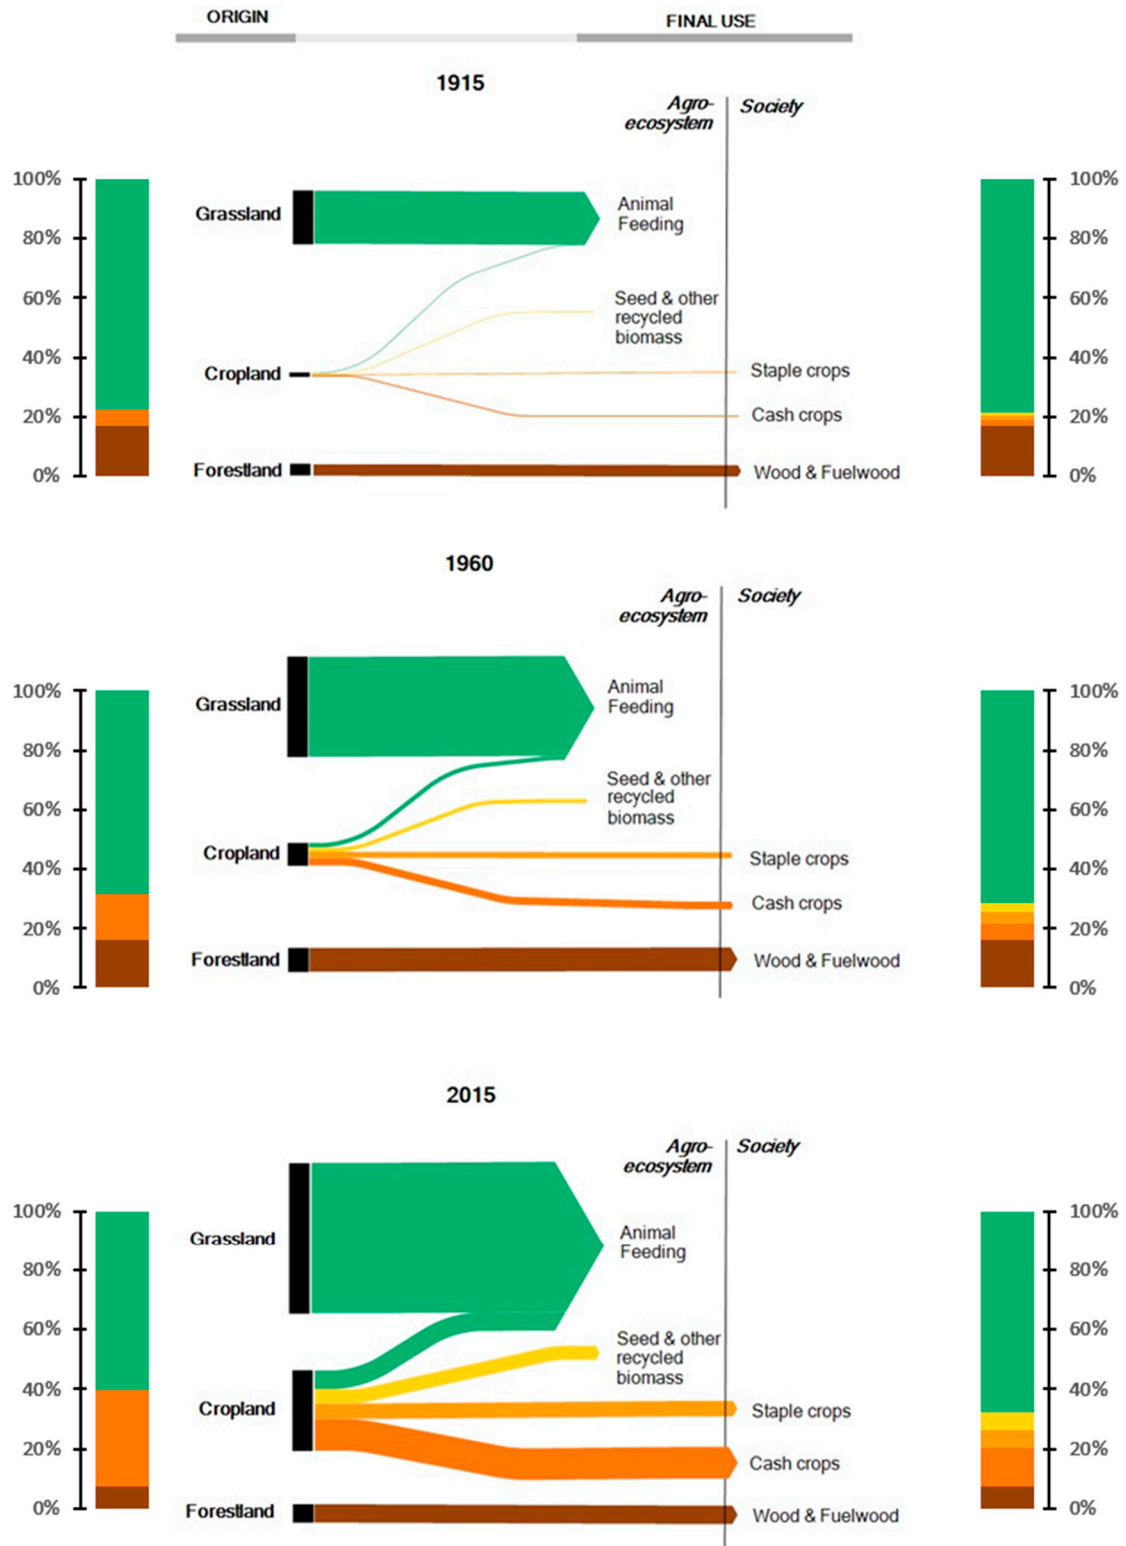 ORIGIN
FINAL USE
1915
Agro-
ecosystem
Society
100%
80%
60%
40%
20%
0%
Grassland
Cropland
Forestland
Animal
Feeding
Seed & other
recycled
biomass
Staple crops
Cash crops
Wood & Fuelwood
100%
80%
60%
40%
20%
0%
1960
Agro-
ecosystem
Society
100%
80%
60%
40%
20%
0%
Grassland
Cropland
Forestland
Animal
Feeding
Seed & other
recycled
biomass
Staple crops
Cash crops
Wood & Fuelwood
100%
80%
60%
40%
20%
0%
2015
Agro-
ecosystem
Society
100%
80%
60%
40%
20%
0%
Grassland
Cropland
Forestland
Animal
Feeding
Seed & other
recycled
biomass
Staple crops
Cash crops
Wood & Fuelwood
100%
80%
60%
40%
20%
0%